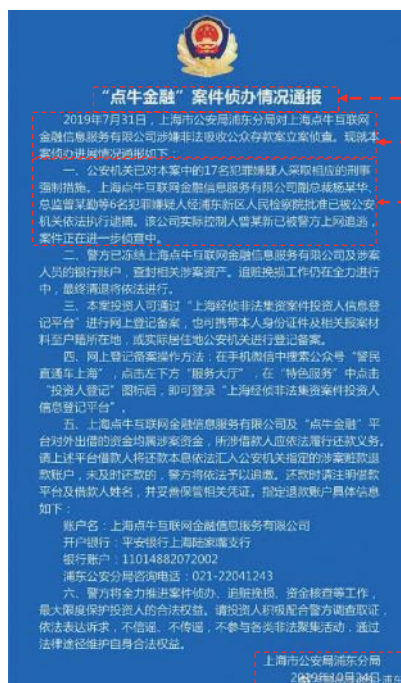 “点牛金融”案件侦办情况通报
2019年7月31日，上海市公安局浦东分局对上海点牛互联网
金融信息服务有限公司涉嫌非法吸收公众存款案立案侦查。现就本
案侦办进展情况通报如下：
一、公安机关已对本案中的17名犯罪嫌疑人采取相应的刑事
强制措施。上海点牛互联网金融信息服务有限公司副总裁杨某华、
总监曾某勤等6名犯罪嫌疑人经浦东新区人民检察院批准已被公安
机关依法执行逮捕。该公司实际控制人曾某新已被警方上网追逃，
案件正在进一步侦查中。
二、警方已冻结上海点牛互联网金融信息服务有限公司及涉案
人员的银行账户，查封相关涉案资产。追赃挽损工作仍在全力进行
中，最终清退将依法进行。
三、本案投资人可通过“上海经侦非法集资案件投资人信息登
记平台”进行网上登记备案，也可携带本人身份证件及相关报案材
料至户籍所在地，或实际居住地公安机关进行登记备案。
四、网上登记备案操作方法：在手机微信中搜索公众号“警民
直通车上海”，点击左下方“服务大厅”，在“特色服务”中点击
“投资人登记”图标后，即可登录“上海经侦非法集资案件投资人
信息登记平台”。
五、上海点牛互联网金融信息服务有限公司及“点牛金融”平
台对外出借的资金均属涉案资金，所涉借款人应依法履行还款义务。
请上述平台借款人将还款本息依法汇入公安机关指定的涉案赃款退
款账户，未及时还款的，警方将依法予以追缴。还款时请注明借款
平台及借款人姓名，并妥善保管相关凭证。指定退款账户具体信息
如下：
账户名：上海点牛互联网金融信息服务有限公司
开户银行：平安银行上海陆家嘴支行
银行账户：11014882072002
浦东公安分局咨询电话：021-22041243
六、警方将全力推进案件侦办、追赃挽损、资金核查等工作，
最大限度保护投资人的合法权益。请投资人积极配合警方调查取证，
依法表达诉求，不信谣、不传谣，不参与各类非法聚集活动，通过
法律途径维护自身合法权益。
上海市公安局浦东分局
2019年10月24日